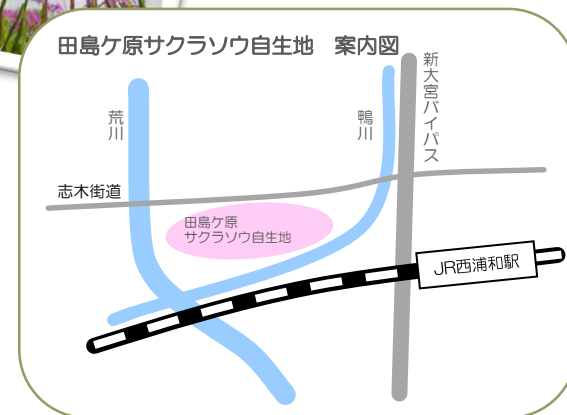 田島ケ原サクラソウ自生地　案内図
新大宮バイパス
荒川
鴨川
志木街道
田島ケ原
サクラソウ自生地
JR西浦和駅